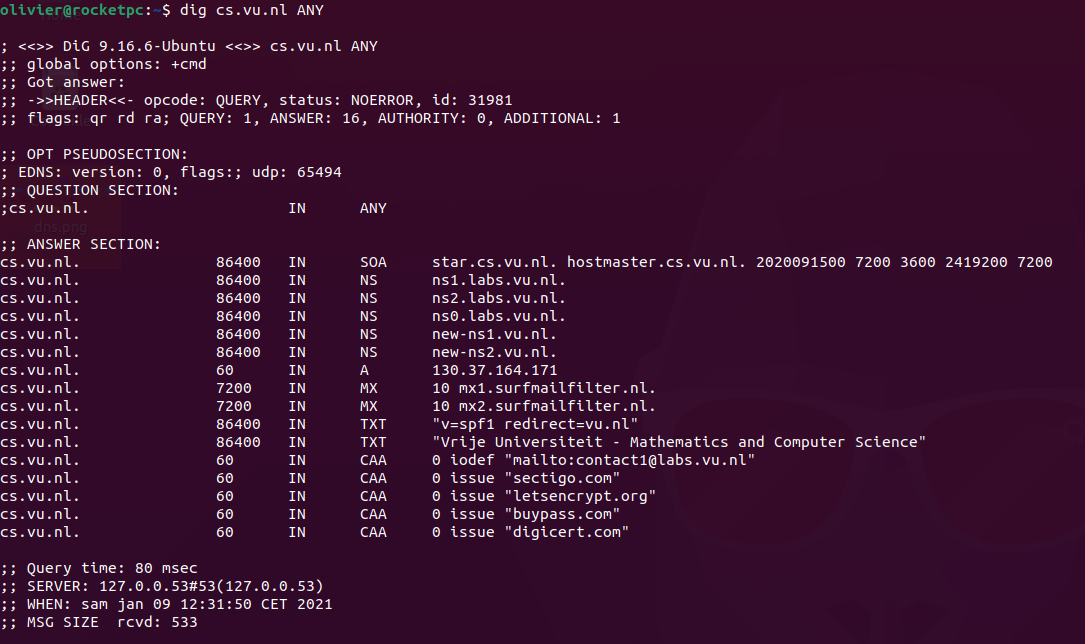 olivier@rocketpc:~$ dig cs.vu.nl ANY

; <<>> DiG 9.16.6-Ubuntu <<>> cs.vu.nl ANY
;; global options: +cmd
;; Got answer:
;; ->>HEADER<<- opcode: QUERY, status: NOERROR, id: 31981
;; flags: qr rd ra; QUERY: 1, ANSWER: 16, AUTHORITY: 0, ADDITIONAL: 1

;; OPT PSEUDOSECTION:
; EDNS: version: 0, flags:; udp: 65494
;; QUESTION SECTION:
;cs.vu.nl. IN ANY
dns.png

;; ANSWER SECTION:
cs.vu.nl. 86400 IN SOA star.cs.vu.nl. hostmaster.cs.vu.nl. 2020091500 7200 3600 2419200 7200
cs.vu.nl. 86400 IN NS ns1.labs.vu.nl.
cs.vu.nl. 86400 IN NS ns2.labs.vu.nl.
cs.vu.nl. 86400 IN NS ns0.labs.vu.nl.
cs.vu.nl. 86400 IN NS new-ns1.vu.nl.
cs.vu.nl. 86400 IN NS new-ns2.vu.nl.
cs.vu.nl. 60 IN A 130.37.164.171
cs.vu.nl. 7200 IN MX 10 mx1.surfmailfilter.nl.
cs.vu.nl. 7200 IN MX 10 mx2.surfmailfilter.nl.
cs.vu.nl. 86400 IN TXT "v=spf1 redirect=vu.nl"
cs.vu.nl. 86400 IN TXT "Vrije Universiteit - Mathematics and Computer Science"
cs.vu.nl. 60 IN CAA 0 iodef "mailto:contact1@labs.vu.nl"
cs.vu.nl. 60 IN CAA 0 issue "sectigo.com"
cs.vu.nl. 60 IN CAA 0 issue "letsencrypt.org"
cs.vu.nl. 60 IN CAA 0 issue "buypass.com"
cs.vu.nl. 60 IN CAA 0 issue "digicert.com"

;; Query time: 80 msec
;; SERVER: 127.0.0.53#53(127.0.0.53)
;; WHEN: sam jan 09 12:31:50 CET 2021
;; MSG SIZE rcvd: 533